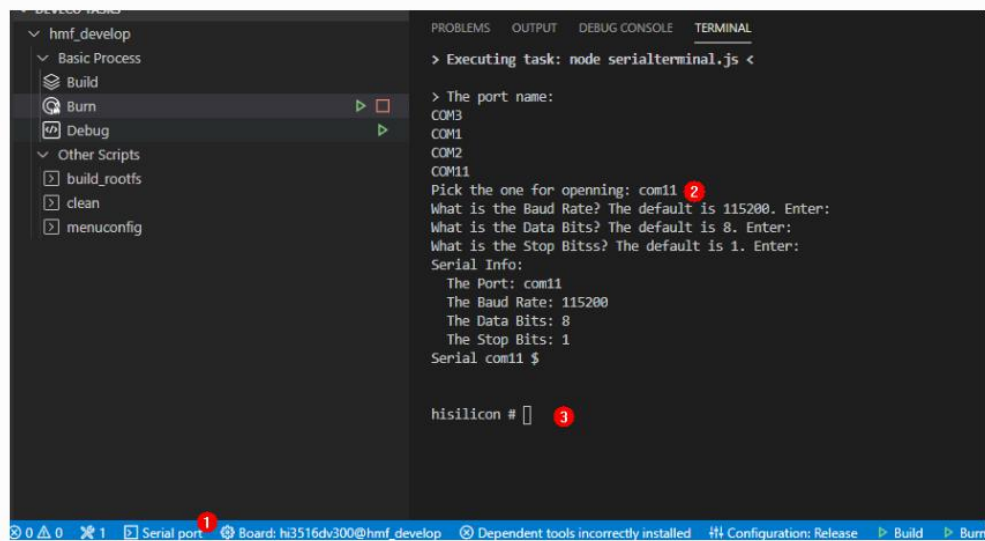 DEVECO TASKS
hmf_develop
Basic Process
Build
Burn
Debug
Other Scripts
build_rootfs
clean
menuconfig
PROBLEMS OUTPUT DEBUG CONSOLE TERMINAL
> Executing task: node serialterminal.js <
> The port name:
COM3
COM1
COM2
COM11
Pick the one for openning: com11 2
What is the Baud Rate? The default is 115200. Enter:
What is the Data Bits? The default is 8. Enter:
What is the Stop Bitss? The default is 1. Enter:
Serial Info:
The Port: com11
The Baud Rate: 115200
The Data Bits: 8
The Stop Bits: 1
Serial com11 $
hisilicon # 3
0 0 1 Serial port 1 Board: hi3516dv300@hmf_develop Dependent tools incorrectly installed Configuration: Release Build Burn